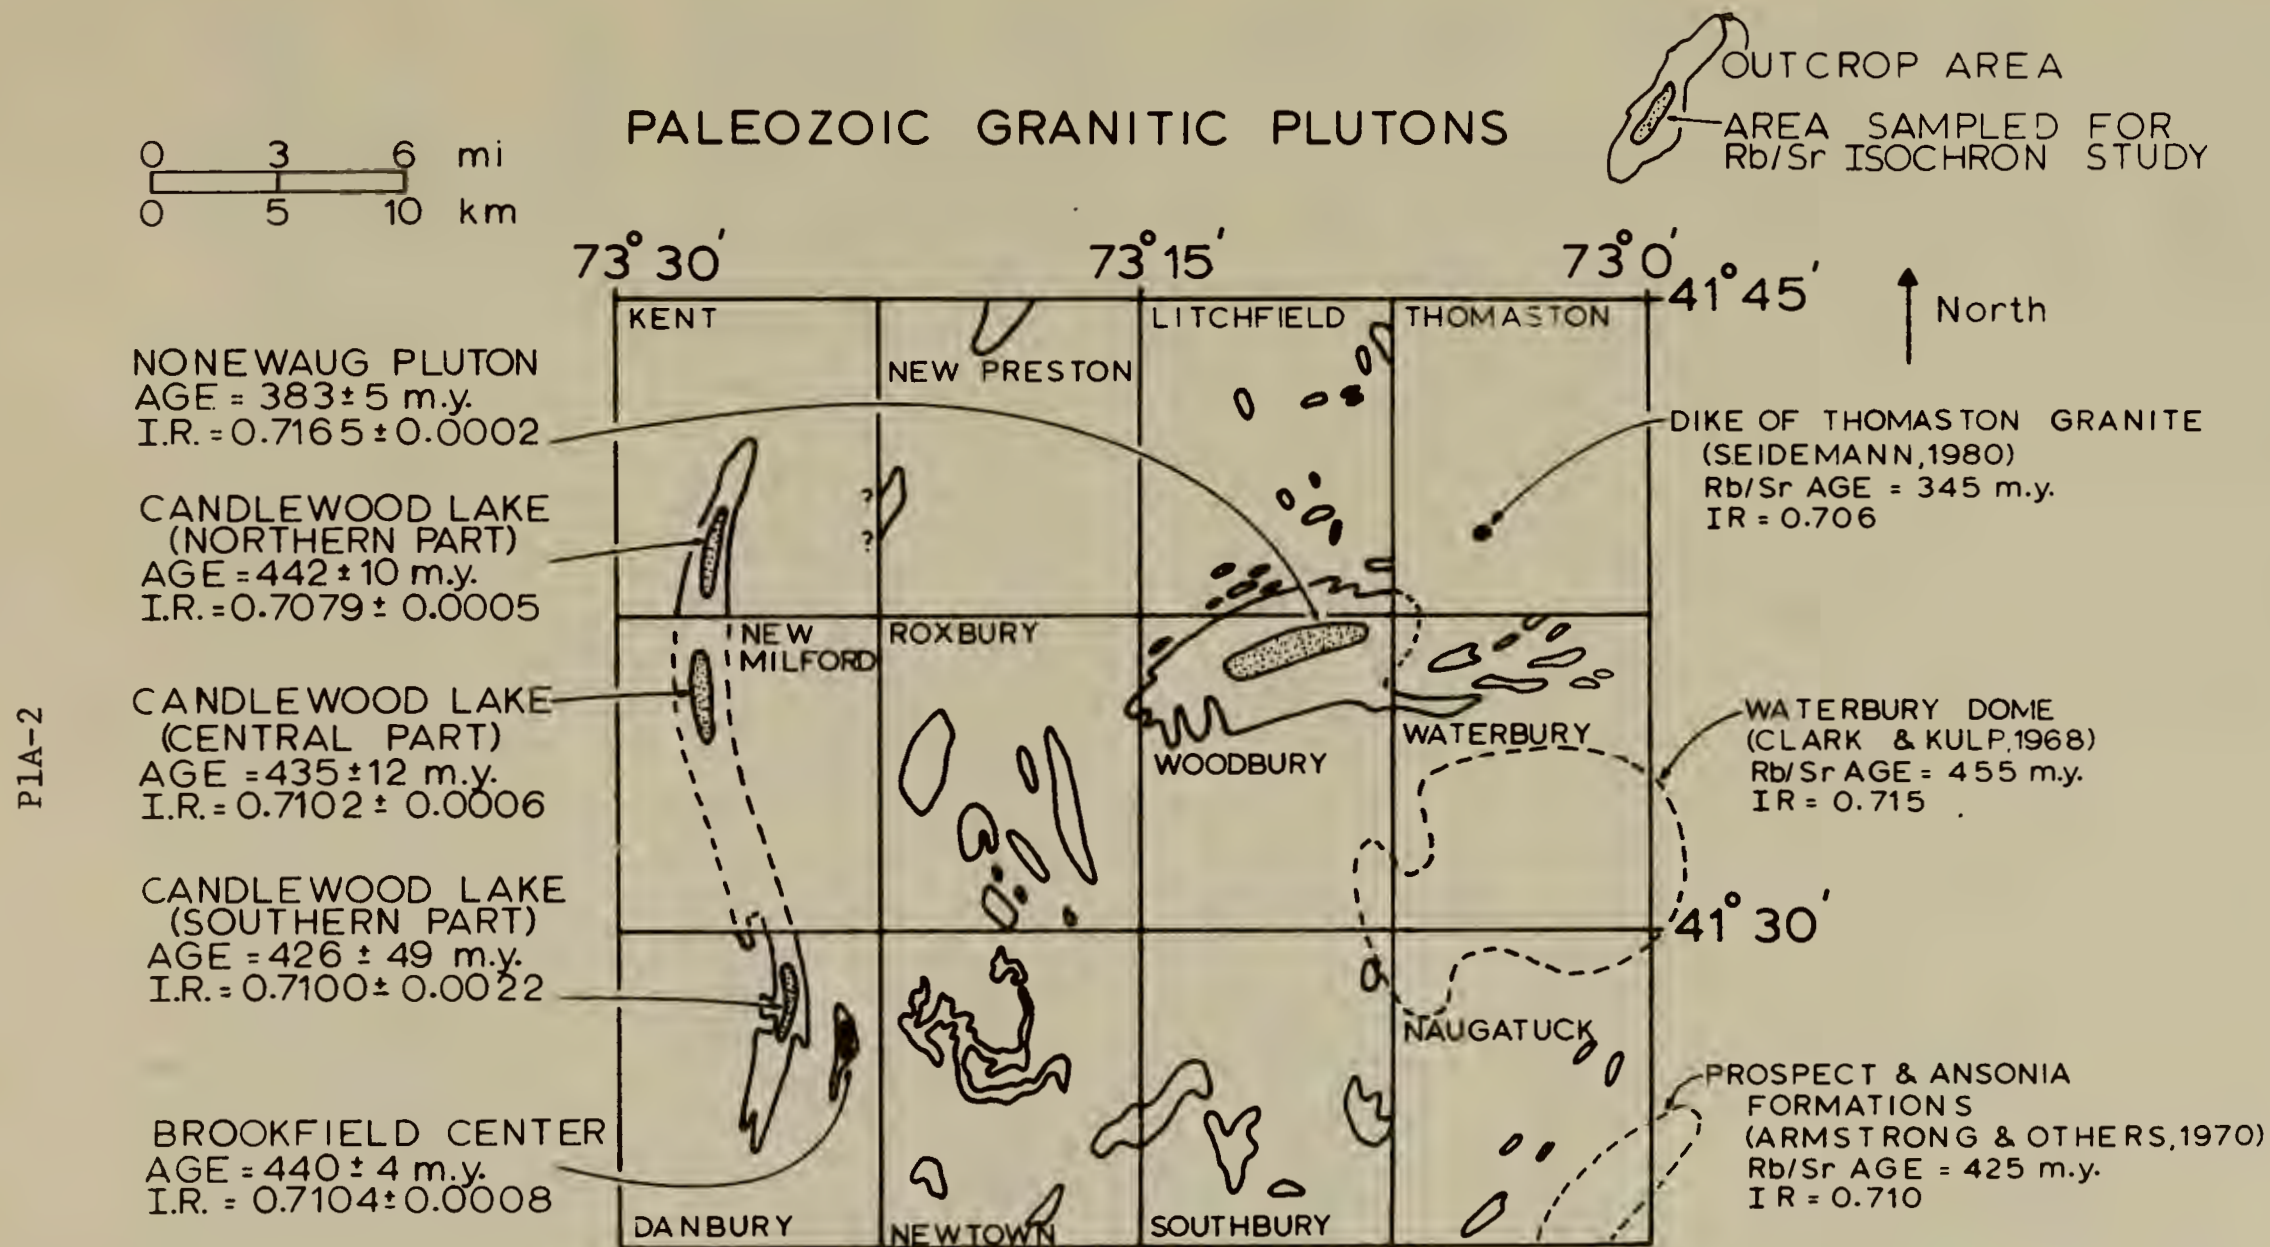 OUTCROP AREA
AREA SAMPLED FOR
Rb/Sr ISOCHRON STUDY
PALEOZOIC GRANITIC PLUTONS
0 3 6 mi
0 5 10 km
73° 30' 73° 15' 73° 0'
41° 45'
North
KENT
NEW PRESTON
LITCHFIELD
THOMASTON
NONEWAUG PLUTON
AGE = 383 ± 5 m.y.
I.R. = 0.7165 ± 0.0002
CANDLEWOOD LAKE
(NORTHERN PART)
AGE = 442 ± 10 m.y.
I.R. = 0.7079 ± 0.0005
CANDLEWOOD LAKE
(CENTRAL PART)
AGE = 435 ± 12 m.y.
I.R. = 0.7102 ± 0.0006
CANDLEWOOD LAKE
(SOUTHERN PART)
AGE = 426 ± 49 m.y.
I.R. = 0.7100 ± 0.0022
BROOKFIELD CENTER
AGE = 440 ± 4 m.y.
I.R. = 0.7104 ± 0.0008
?
?
NEW
MILFORD
ROXBURY
WOODBURY
WATERBURY
DANBURY
NEWTOWN
SOUTHBURY
NAUGATUCK
DIKE OF THOMASTON GRANITE
(SEIDEMANN, 1980)
Rb/Sr AGE = 345 m.y.
IR = 0.706
WATERBURY DOME
(CLARK & KULP, 1968)
Rb/Sr AGE = 455 m.y.
IR = 0.715
41° 30'
PROSPECT & ANSONIA
FORMATIONS
(ARMSTRONG & OTHERS, 1970)
Rb/Sr AGE = 425 m.y.
IR = 0.710
P1A-2